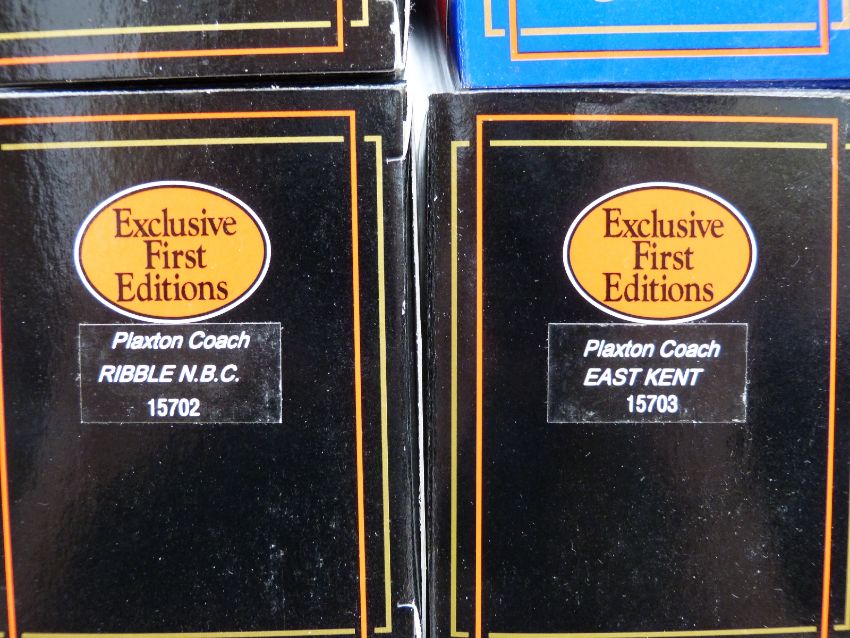 Exclusive
First
Editions
Plaxton Coach
RIBBLE N.B.C.
15702
Exclusive
First
Editions
Plaxton Coach
EAST KENT
15703